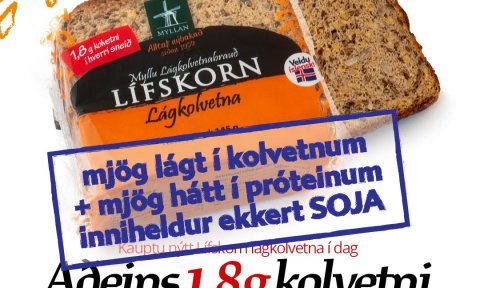 MYLLAN
Alltaf nýbakað
síðan 1959
1,8 g kolvetni
í hverri sneið
Myllu Lágkolvetnabrauð
LÍFSKORN
Lágkolvetna
Veldu
íslenskt
mjög lágt í kolvetnum
+ mjög hátt í próteinum
inniheldur ekkert SOJA
Kauptu nýtt Lífskorn lágkolvetna í dag
Aðeins 1,8g kolvetni